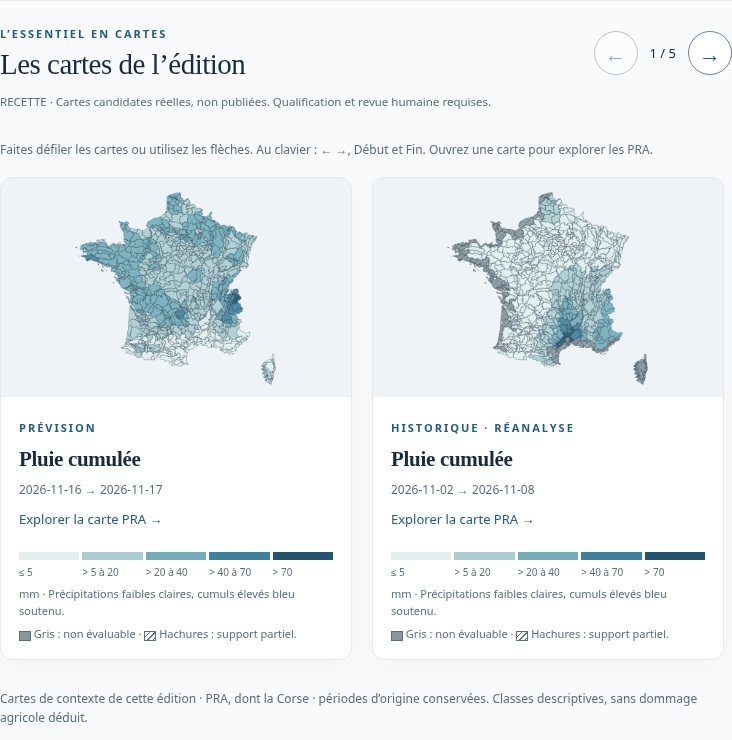 L’ESSENTIEL EN CARTES
Les cartes de l’édition
← 1 / 5 →
RECETTE · Cartes candidates réelles, non publiées. Qualification et revue humaine requises.
Faites défiler les cartes ou utilisez les flèches. Au clavier : ← →, Début et Fin. Ouvrez une carte pour explorer les PRA.
PRÉVISION
Pluie cumulée
2026-11-16 → 2026-11-17
Explorer la carte PRA →
≤ 5 > 5 à 20 > 20 à 40 > 40 à 70 > 70
mm · Précipitations faibles claires, cumuls élevés bleu
soutenu.
Gris : non évaluable · Hachures : support partiel.
HISTORIQUE · RÉANALYSE
Pluie cumulée
2026-11-02 → 2026-11-08
Explorer la carte PRA →
≤ 5 > 5 à 20 > 20 à 40 > 40 à 70 > 70
mm · Précipitations faibles claires, cumuls élevés bleu
soutenu.
Gris : non évaluable · Hachures : support partiel.
Cartes de contexte de cette édition · PRA, dont la Corse · périodes d’origine conservées. Classes descriptives, sans dommage
agricole déduit.